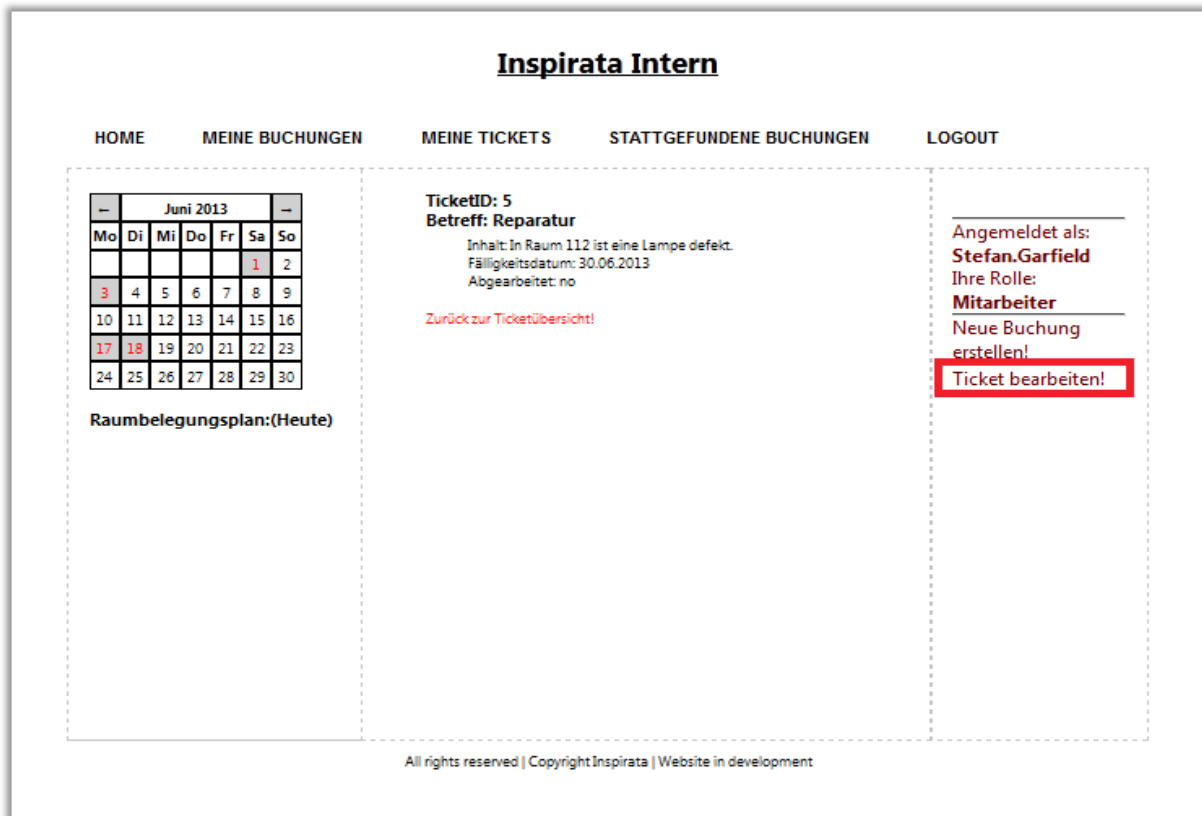 Inspirata Intern
HOME MEINE BUCHUNGEN MEINE TICKETS STATTGEFUNDENE BUCHUNGEN LOGOUT
← Juni 2013 →
Mo Di Mi Do Fr Sa So
1 2
3 4 5 6 7 8 9
10 11 12 13 14 15 16
17 18 19 20 21 22 23
24 25 26 27 28 29 30
Raumbelegungsplan:(Heute)
TicketID: 5
Betreff: Reparatur
Inhalt: In Raum 112 ist eine Lampe defekt.
Fälligkeitsdatum: 30.06.2013
Abgearbeitet: no
Zurück zur Ticketübersicht!
Angemeldet als:
Stefan.Garfield
Ihre Rolle:
Mitarbeiter
Neue Buchung
erstellen!
Ticket bearbeiten!
All rights reserved | Copyright Inspirata | Website in development